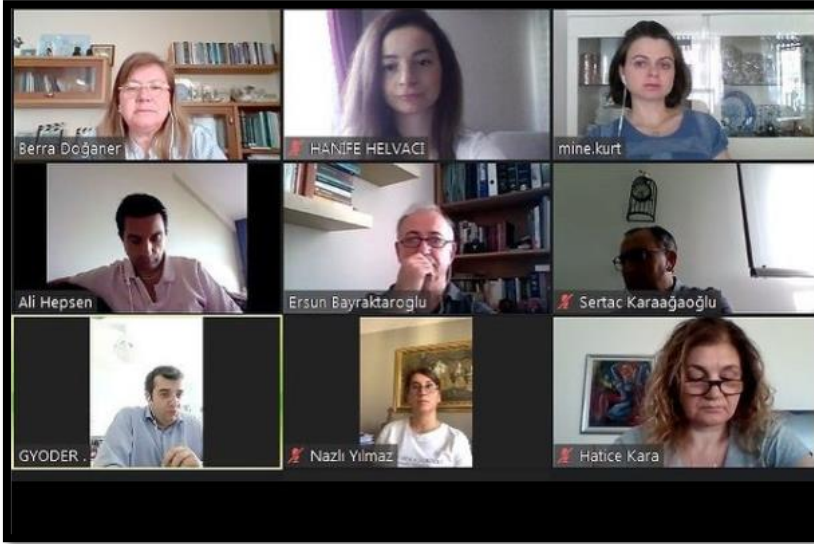 Berra Doğaner
HANİFE HELVACI
mine.kurt
Ali Hepsen
Ersun Bayraktaroglu
Sertac Karaağaoğlu
GYODER .
Nazlı Yılmaz
Hatice Kara